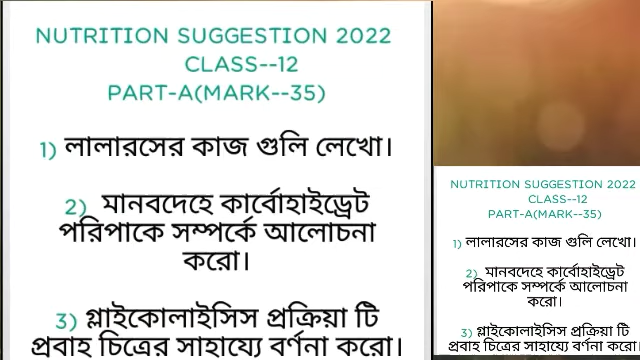 NUTRITION SUGGESTION 2022
CLASS--12
PART-A(MARK--35)
1) লালারসের কাজ গুলি লেখো।
2) মানবদেহে কার্বোহাইড্রেট
পরিপাকে সম্পর্কে আলোচনা
করো।
3) গ্লাইকোলাইসিস প্রক্রিয়া টি
প্রবাহ চিত্রের সাহায্যে বর্ণনা করো।
NUTRITION SUGGESTION 2022
CLASS--12
PART-A(MARK--35)
1) লালারসের কাজ গুলি লেখো।
2) মানবদেহে কার্বোহাইড্রেট
পরিপাকে সম্পর্কে আলোচনা
করো।
3) গ্লাইকোলাইসিস প্রক্রিয়া টি
প্রবাহ চিত্রের সাহায্যে বর্ণনা করো।